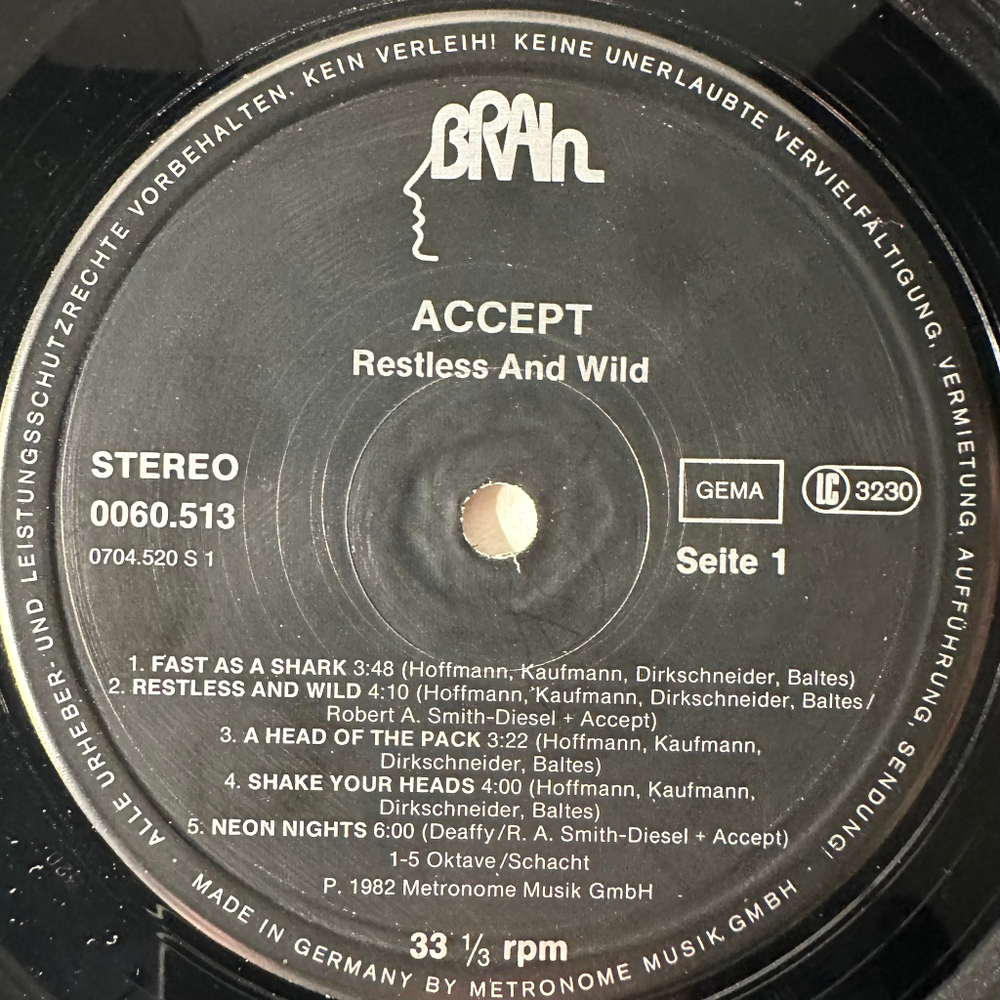 ALLE URHEBER- UND LEISTUNGSSCHUTZRECHTE VORBEHALTEN. KEIN VERLEIH! KEINE UNERLAUBTE VERVIELFÄLTIGUNG, VERMIETUNG, AUFFÜHRUNG, SENDUNG!
BRAIN
ACCEPT
Restless And Wild
STEREO
0060.513
0704.520 S 1
GEMA
LC 3230
Seite 1
1. FAST AS A SHARK 3:48 (Hoffmann, Kaufmann, Dirkschneider, Baltes)
2. RESTLESS AND WILD 4:10 (Hoffmann, Kaufmann, Dirkschneider, Baltes/
Robert A. Smith-Diesel + Accept)
3. A HEAD OF THE PACK 3:22 (Hoffmann, Kaufmann,
Dirkschneider, Baltes)
4. SHAKE YOUR HEADS 4:00 (Hoffmann, Kaufmann,
Dirkschneider, Baltes)
5. NEON NIGHTS 6:00 (Deaffy/R. A. Smith-Diesel + Accept)
1-5 Oktave/Schacht
P. 1982 Metronome Musik GmbH
33 1/3 rpm
MADE IN GERMANY BY METRONOME MUSIK GMBH